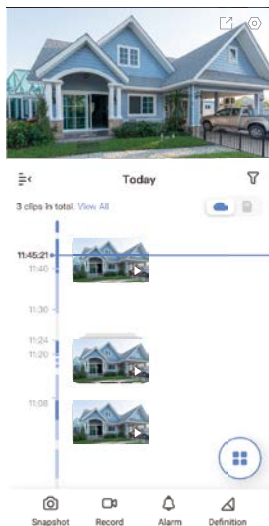 Today
3 clips in total. View All
11:45:21
11:40
11:30
11:24
11:20
11:08
Snapshot Record Alarm Definition